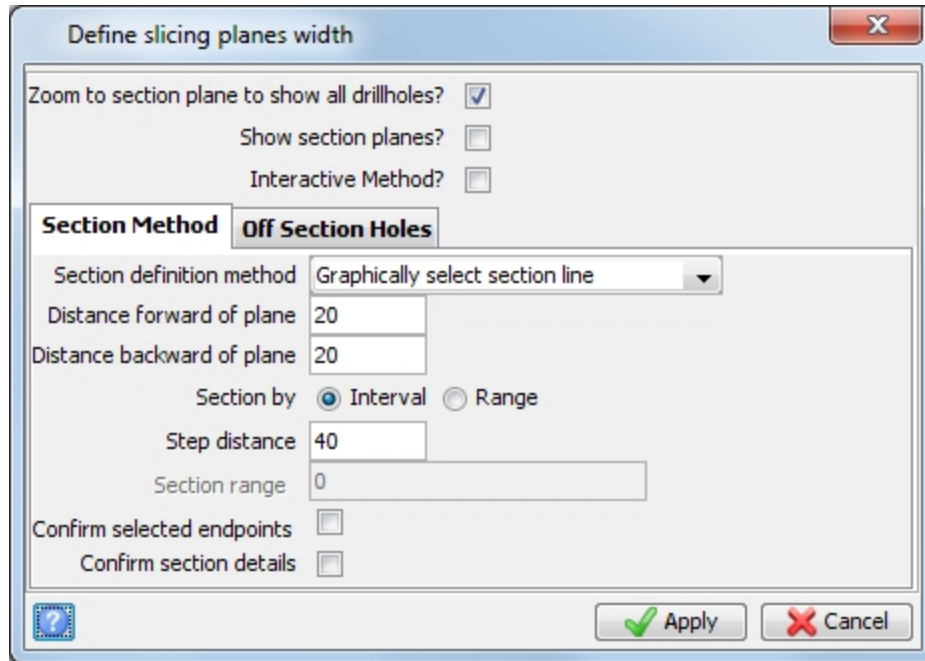 Define slicing planes width
Zoom to section plane to show all drillholes?
Show section planes?
Interactive Method?
Section Method Off Section Holes
Section definition method Graphically select section line
Distance forward of plane 20
Distance backward of plane 20
Section by Interval Range
Step distance 40
Section range 0
Confirm selected endpoints
Confirm section details
? Apply Cancel